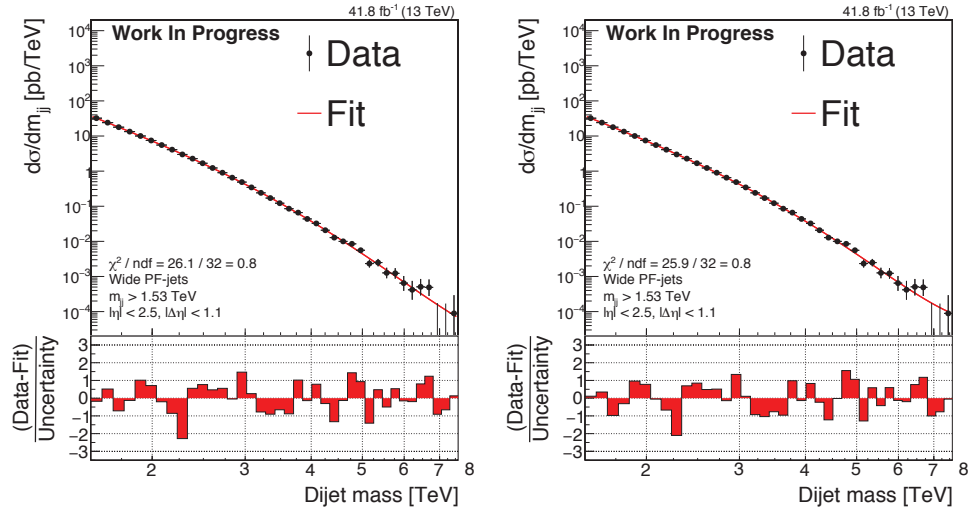 41.8 fb⁻¹ (13 TeV)
Work In Progress
Data
Fit
dσ/dm_jj [pb/TeV]
10⁴
10³
10²
10
1
10⁻¹
10⁻²
10⁻³
10⁻⁴
χ² / ndf = 26.1 / 32 = 0.8
Wide PF-jets
m_jj > 1.53 TeV
|η| < 2.5, |Δη| < 1.1
(Data-Fit)
Uncertainty
3
2
1
0
−1
−2
−3
2 3 4 5 6 7 8
Dijet mass [TeV]
41.8 fb⁻¹ (13 TeV)
Work In Progress
Data
Fit
dσ/dm_jj [pb/TeV]
10⁴
10³
10²
10
1
10⁻¹
10⁻²
10⁻³
10⁻⁴
χ² / ndf = 25.9 / 32 = 0.8
Wide PF-jets
m_jj > 1.53 TeV
|η| < 2.5, |Δη| < 1.1
(Data-Fit)
Uncertainty
3
2
1
0
−1
−2
−3
2 3 4 5 6 7 8
Dijet mass [TeV]